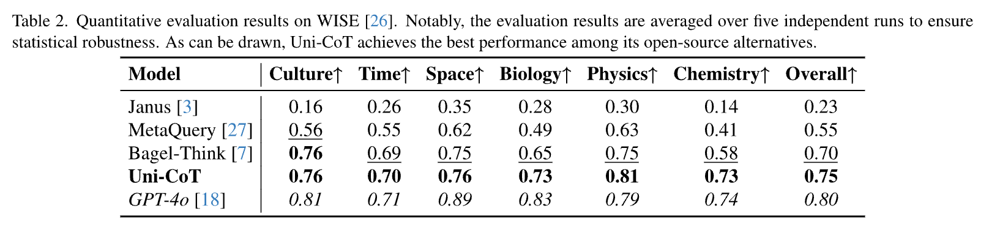 Table 2. Quantitative evaluation results on WISE [26]. Notably, the evaluation results are averaged over five independent runs to ensure
statistical robustness. As can be drawn, Uni-CoT achieves the best performance among its open-source alternatives.
Model Culture↑ Time↑ Space↑ Biology↑ Physics↑ Chemistry↑ Overall↑
Janus [3] 0.16 0.26 0.35 0.28 0.30 0.14 0.23
MetaQuery [27] 0.56 0.55 0.62 0.49 0.63 0.41 0.55
Bagel-Think [7] 0.76 0.69 0.75 0.65 0.75 0.58 0.70
Uni-CoT 0.76 0.70 0.76 0.73 0.81 0.73 0.75
GPT-4o [18] 0.81 0.71 0.89 0.83 0.79 0.74 0.80